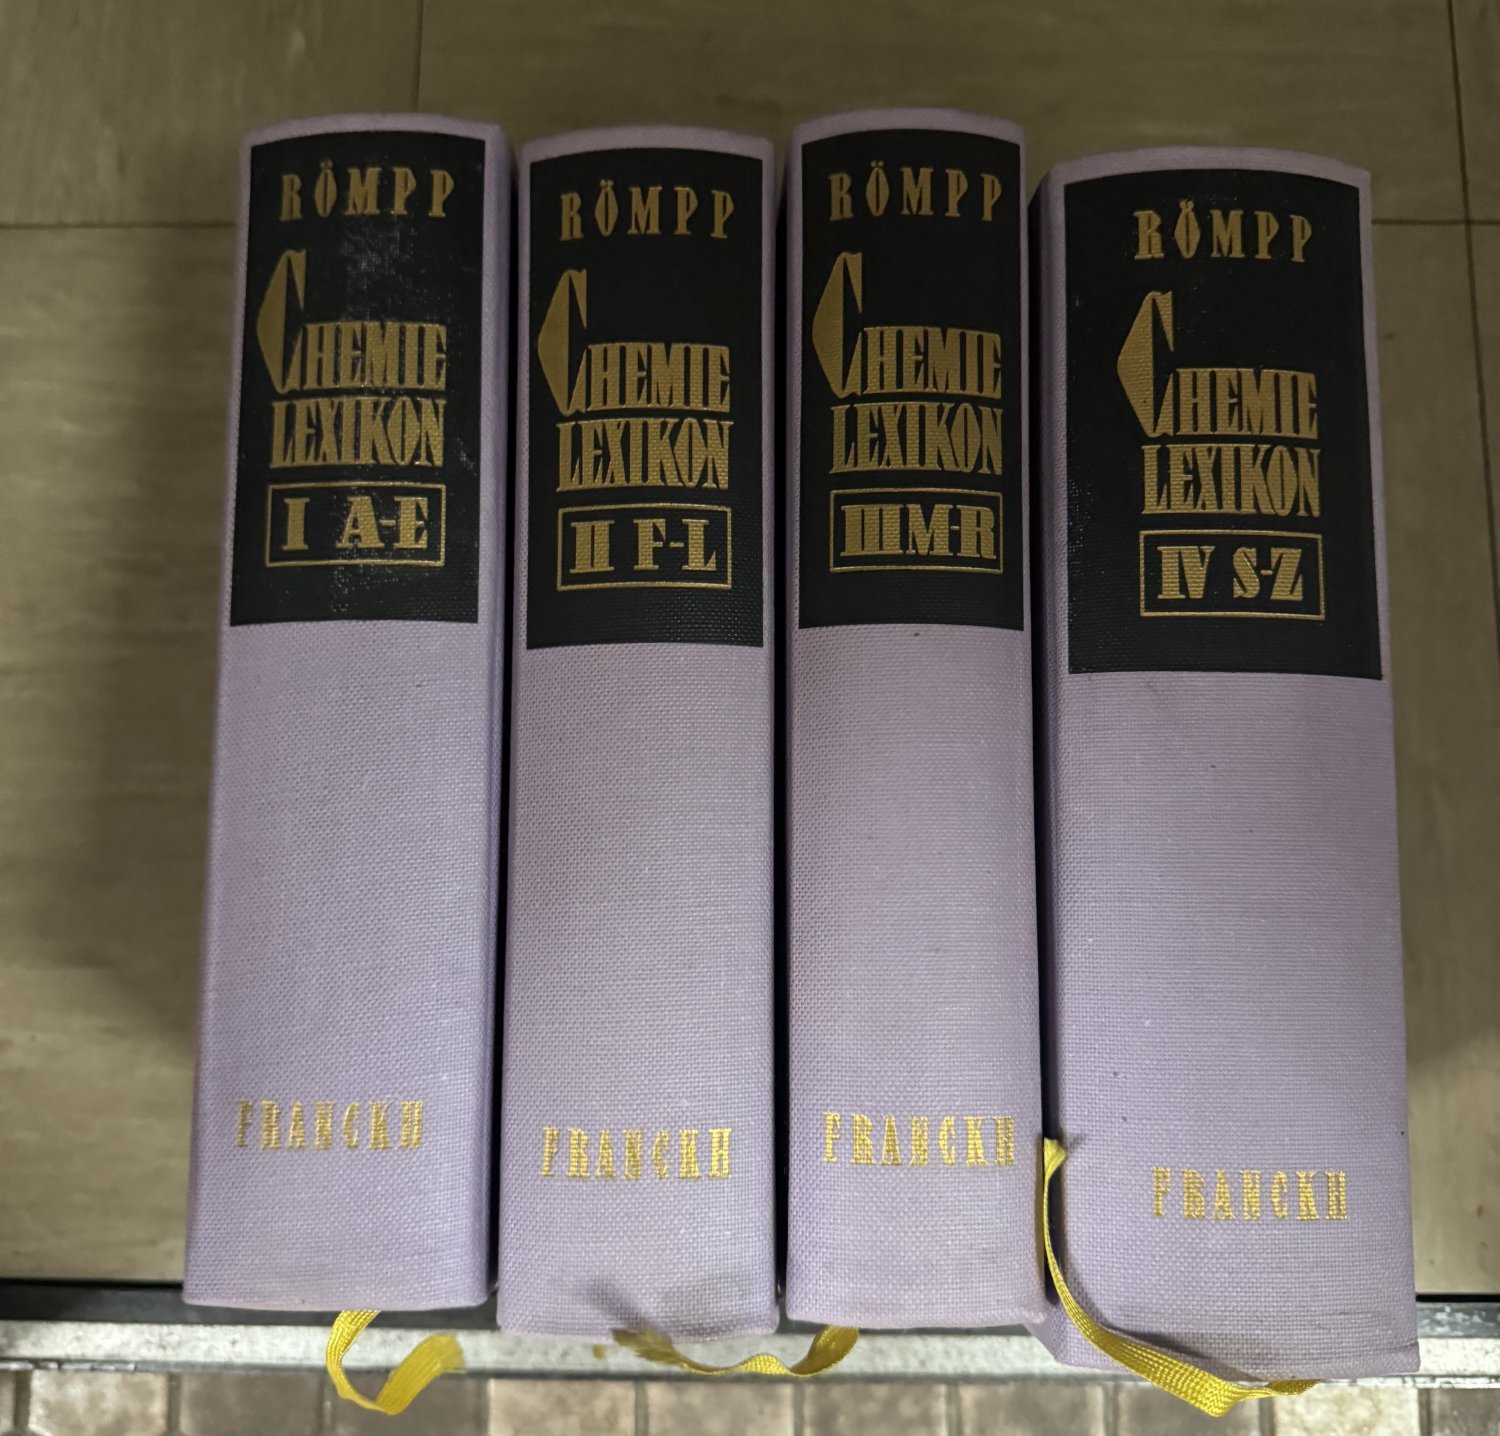 RÖMPP
CHEMIE
LEXIKON
I A-E
FRANCKH
RÖMPP
CHEMIE
LEXIKON
II F-L
FRANCKH
RÖMPP
CHEMIE
LEXIKON
III M-R
FRANCKH
RÖMPP
CHEMIE
LEXIKON
IV S-Z
FRANCKH